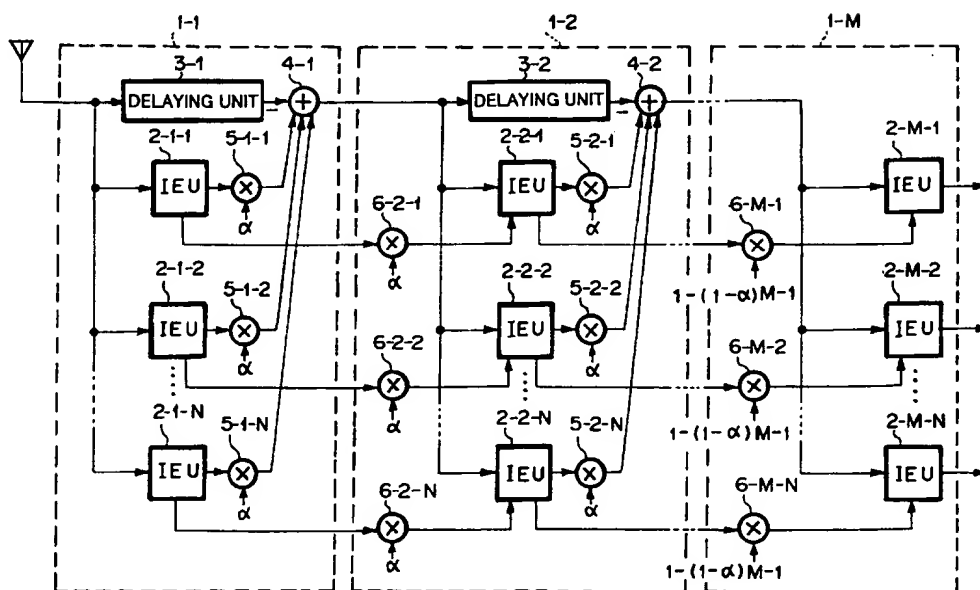 1-1
1-2
1-M
3-1
4-1
3-2
4-2
DELAYING UNIT
+
−
DELAYING UNIT
+
−
2-1-1
5-1-1
2-2-1
5-2-1
2-M-1
IEU
×
α
IEU
×
α
IEU
6-2-1
×
α
6-M-1
×
1-(1-α)M-1
2-1-2
5-1-2
2-2-2
5-2-2
2-M-2
IEU
×
α
IEU
×
α
IEU
6-2-2
×
α
6-M-2
×
1-(1-α)M-1
2-1-N
5-1-N
2-2-N
5-2-N
2-M-N
IEU
×
α
IEU
×
α
IEU
6-2-N
×
α
6-M-N
×
1-(1-α)M-1